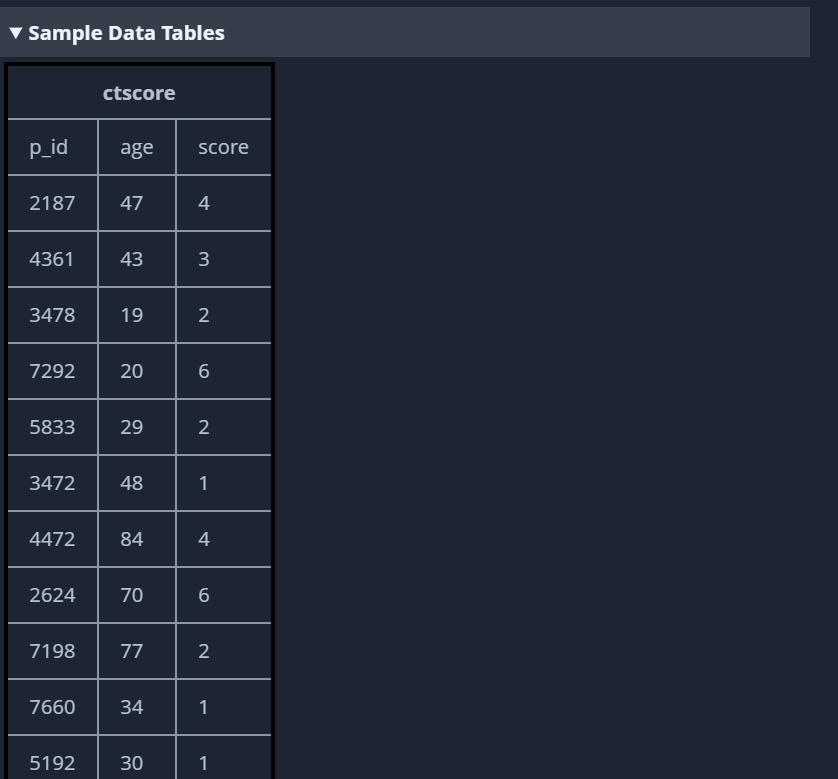 ▼ Sample Data Tables
ctscore
p_id age score
2187 47 4
4361 43 3
3478 19 2
7292 20 6
5833 29 2
3472 48 1
4472 84 4
2624 70 6
7198 77 2
7660 34 1
5192 30 1